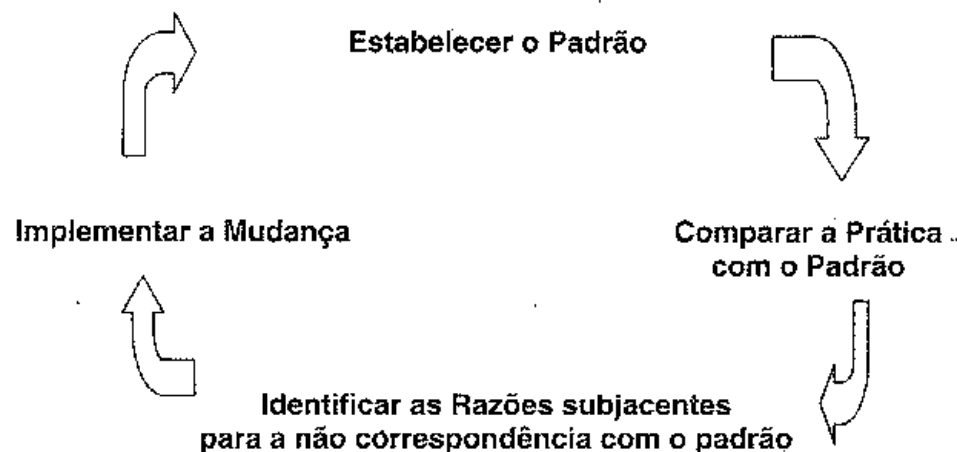 Estabelecer o Padrão
Implementar a Mudança
Comparar a Prática
com o Padrão
Identificar as Razões subjacentes
para a não correspondência com o padrão